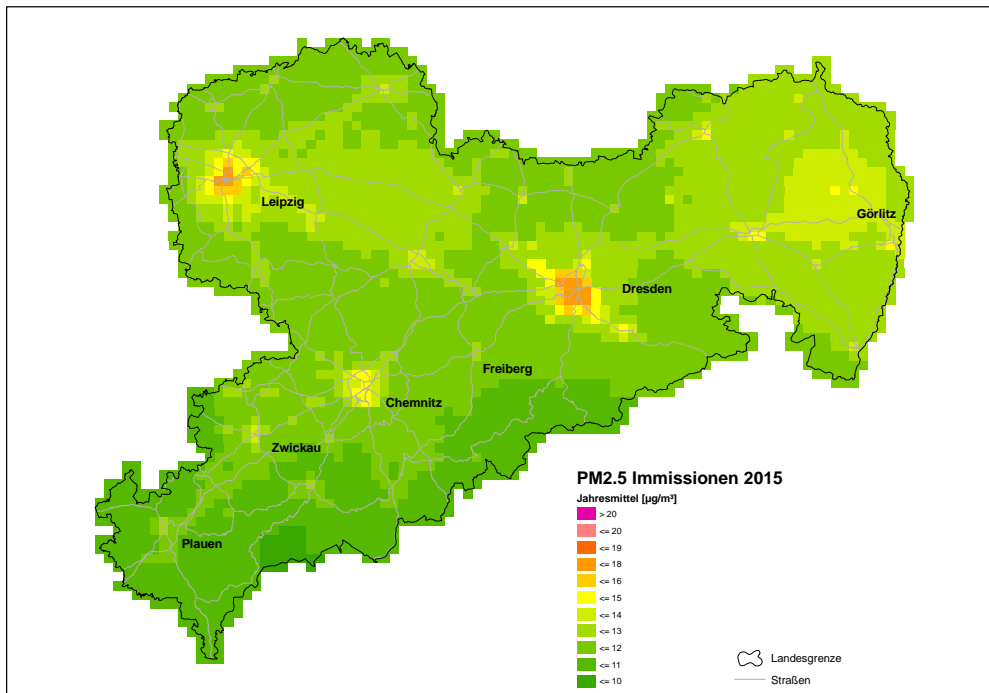 Leipzig
Görlitz
Dresden
Freiberg
Chemnitz
Zwickau
Plauen
PM2.5 Immissionen 2015
Jahresmittel [µg/m³]
> 20
<= 20
<= 19
<= 18
<= 16
<= 15
<= 14
<= 13
<= 12
<= 11
<= 10
Landesgrenze
Straßen